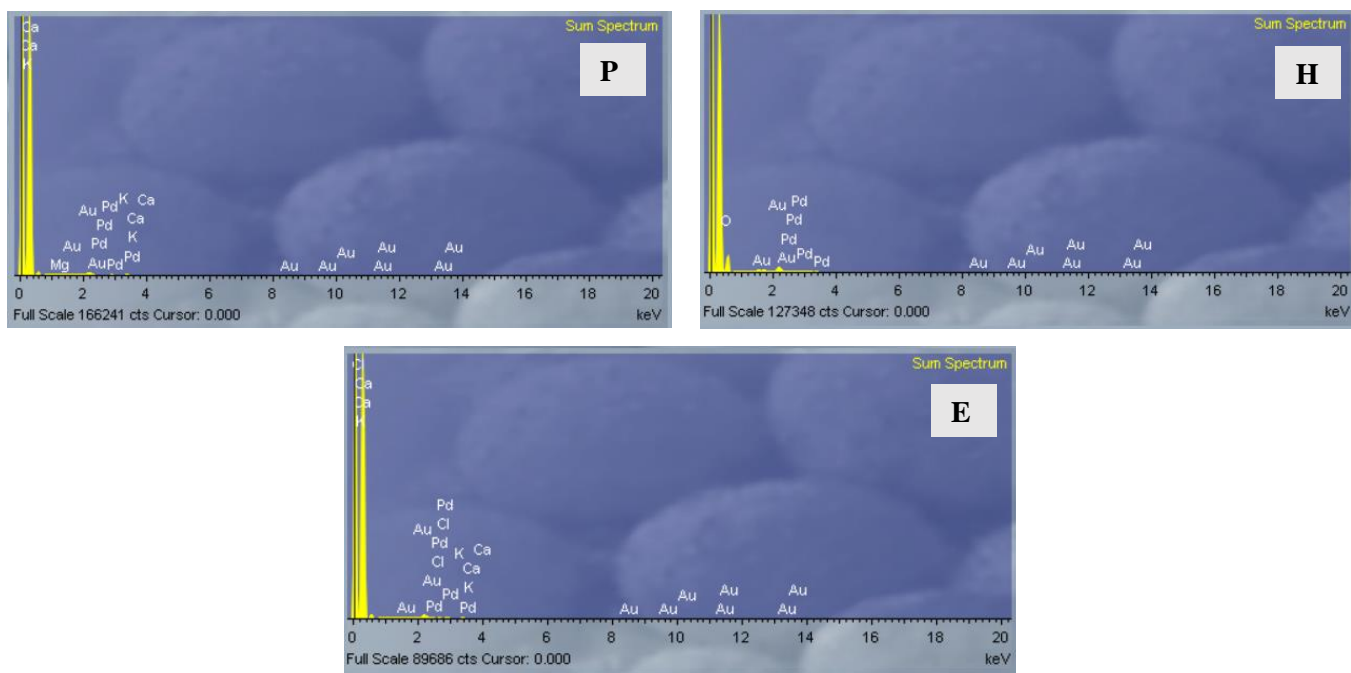 Sum Spectrum
P
Ca
Ca
K
K
Ca
Au
Pd
Pd
Ca
Au
Pd
K
Mg
Au
Pd
Pd
Au
Au
Au
Au
Au
Au
Au
0 2 4 6 8 10 12 14 16 18 20
Full Scale 166241 cts Cursor: 0.000 keV
Sum Spectrum
H
O
Au
Pd
Pd
Pd
Au
Au
Pd
Pd
Au
Au
Au
Au
Au
Au
Au
0 2 4 6 8 10 12 14 16 18 20
Full Scale 127348 cts Cursor: 0.000 keV
Sum Spectrum
E
Ca
Ca
K
Pd
Au
Cl
Pd
K
Ca
Cl
Ca
Au
Pd
K
Au
Pd
Pd
Au
Au
Au
Au
Au
Au
Au
0 2 4 6 8 10 12 14 16 18 20
Full Scale 89686 cts Cursor: 0.000 keV